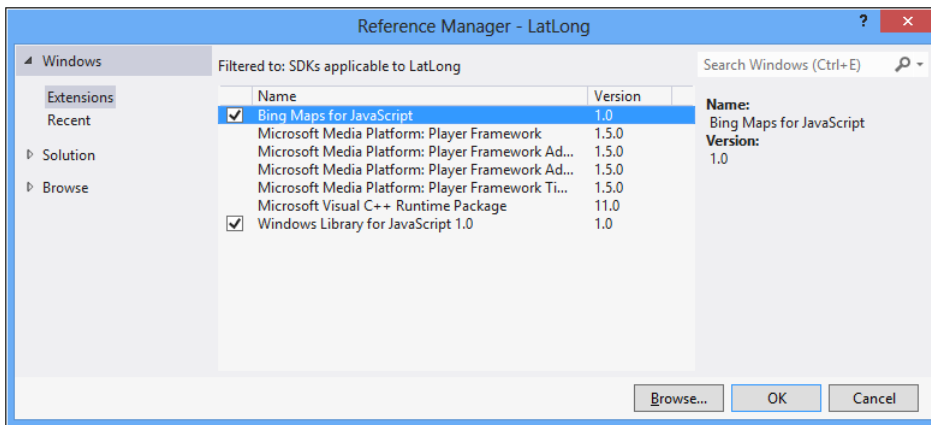 Reference Manager - LatLong
?
Windows
Extensions
Recent
Solution
Browse
Filtered to: SDKs applicable to LatLong
Name Version
Bing Maps for JavaScript 1.0
Microsoft Media Platform: Player Framework 1.5.0
Microsoft Media Platform: Player Framework Ad... 1.5.0
Microsoft Media Platform: Player Framework Ad... 1.5.0
Microsoft Media Platform: Player Framework Ti... 1.5.0
Microsoft Visual C++ Runtime Package 11.0
Windows Library for JavaScript 1.0 1.0
Search Windows (Ctrl+E)
Name:
Bing Maps for JavaScript
Version:
1.0
Browse... OK Cancel